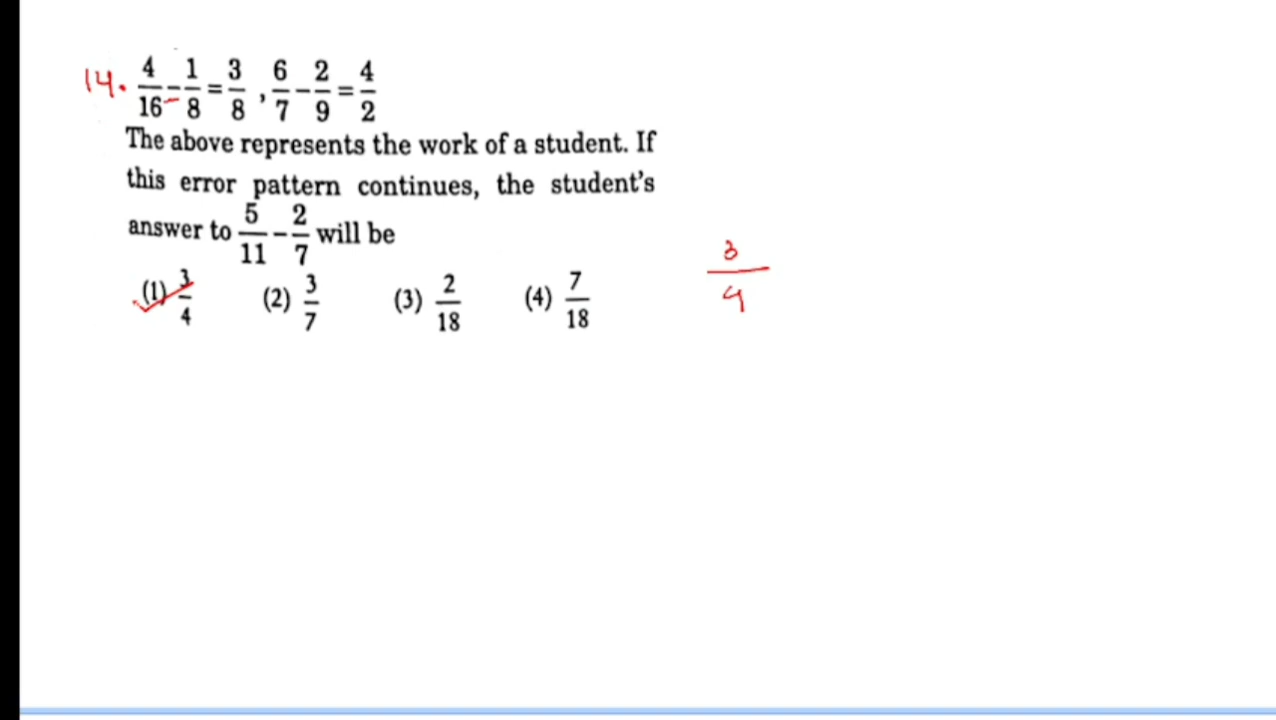 14. 4/16 - 1/8 = 3/8 , 6/7 - 2/9 = 4/2
The above represents the work of a student. If
this error pattern continues, the student's
answer to 5/11 - 2/7 will be
(1) 3/4 (2) 3/7 (3) 2/18 (4) 7/18
3/4